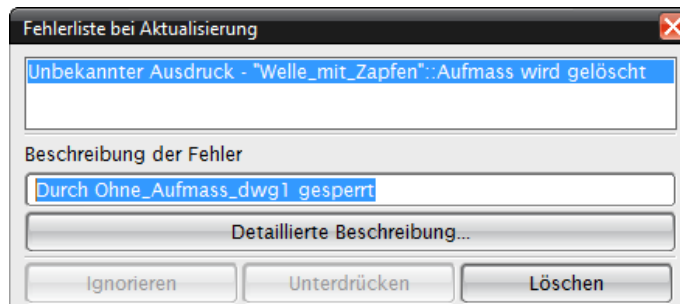 Fehlerliste bei Aktualisierung
Unbekannter Ausdruck - "Welle_mit_Zapfen"::Aufmass wird gelöscht
Beschreibung der Fehler
Durch Ohne_Aufmass_dwg1 gesperrt
Detaillierte Beschreibung...
Ignorieren Unterdrücken Löschen